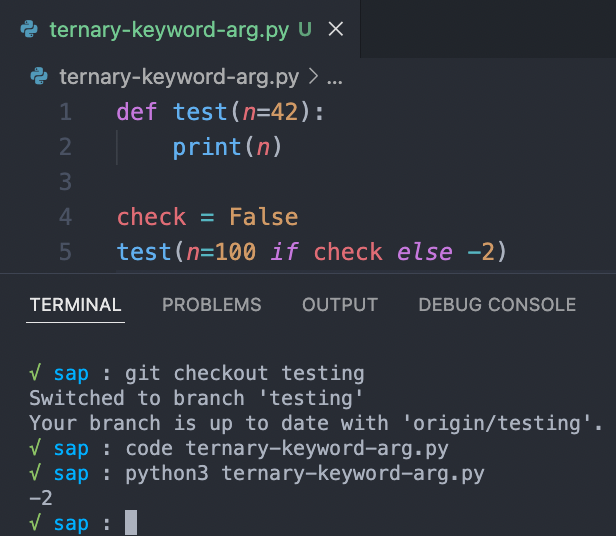 ternary-keyword-arg.py U ×
ternary-keyword-arg.py > ...
1 def test(n=42):
2     print(n)
3
4 check = False
5 test(n=100 if check else -2)
TERMINAL PROBLEMS OUTPUT DEBUG CONSOLE
√ sap : git checkout testing
Switched to branch 'testing'
Your branch is up to date with 'origin/testing'.
√ sap : code ternary-keyword-arg.py
√ sap : python3 ternary-keyword-arg.py
-2
√ sap :